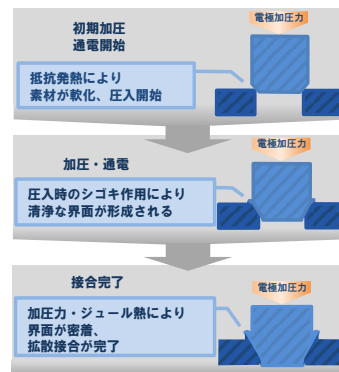 初期加圧
通電開始
電極加圧力
抵抗発熱により
素材が軟化、圧入開始
加圧・通電
電極加圧力
圧入時のシゴキ作用により
清浄な界面が形成される
接合完了
電極加圧力
加圧力・ジュール熱により
界面が密着、
拡散接合が完了